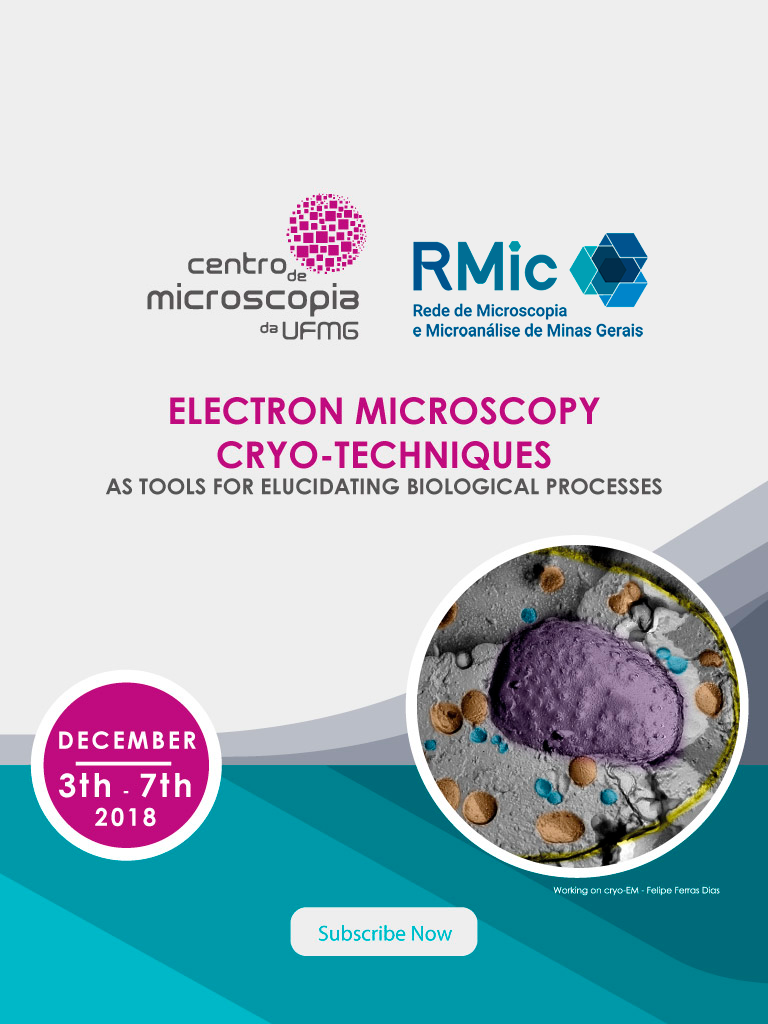 centro de
microscopia
da UFMG
RMic
Rede de Microscopia
e Microanálise de Minas Gerais
ELECTRON MICROSCOPY
CRYO-TECHNIQUES
AS TOOLS FOR ELUCIDATING BIOLOGICAL PROCESSES
DECEMBER
3th - 7th
2018
Working on cryo-EM - Felipe Ferras Dias
Subscribe Now